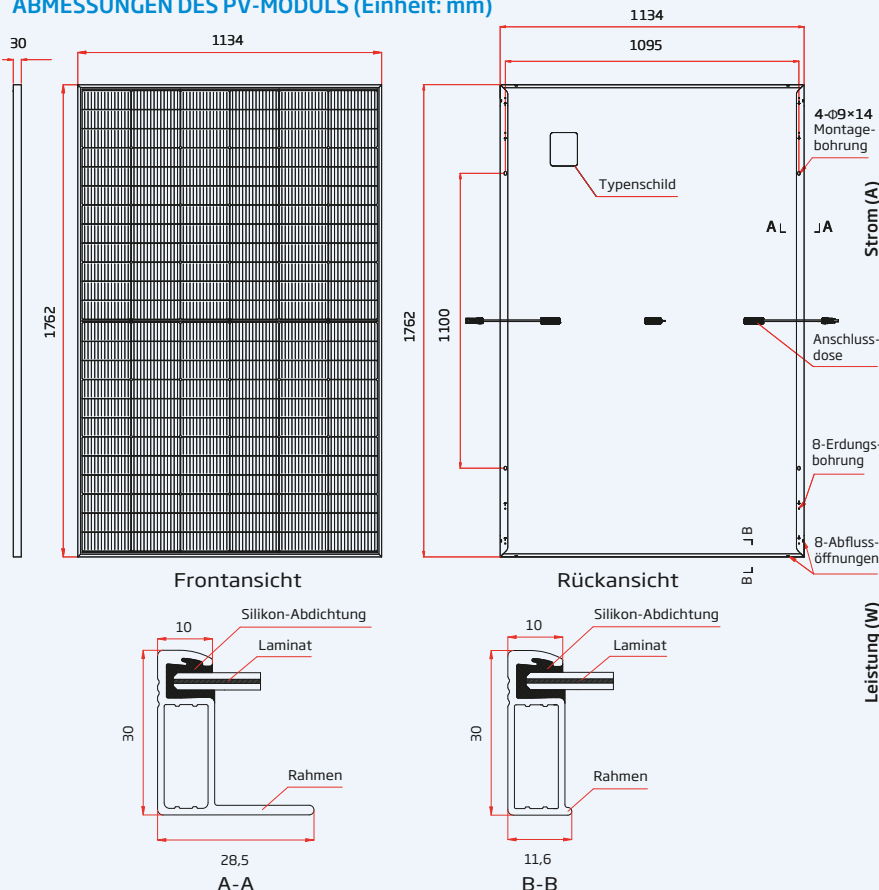 ABMESSUNGEN DES PV-MODULS (Einheit: mm)
30
1134
1762
Frontansicht
1134
1095
4-Φ9×14
Montage-
bohrung
Typenschild
A
A
1762
1100
Anschluss-
dose
8-Erdungs-
bohrung
B
B
8-Abfluss-
öffnungen
Rückansicht
Strom (A)
Leistung (W)
10
Silikon-Abdichtung
Laminat
30
Rahmen
28,5
A-A
10
Silikon-Abdichtung
Laminat
30
Rahmen
11,6
B-B